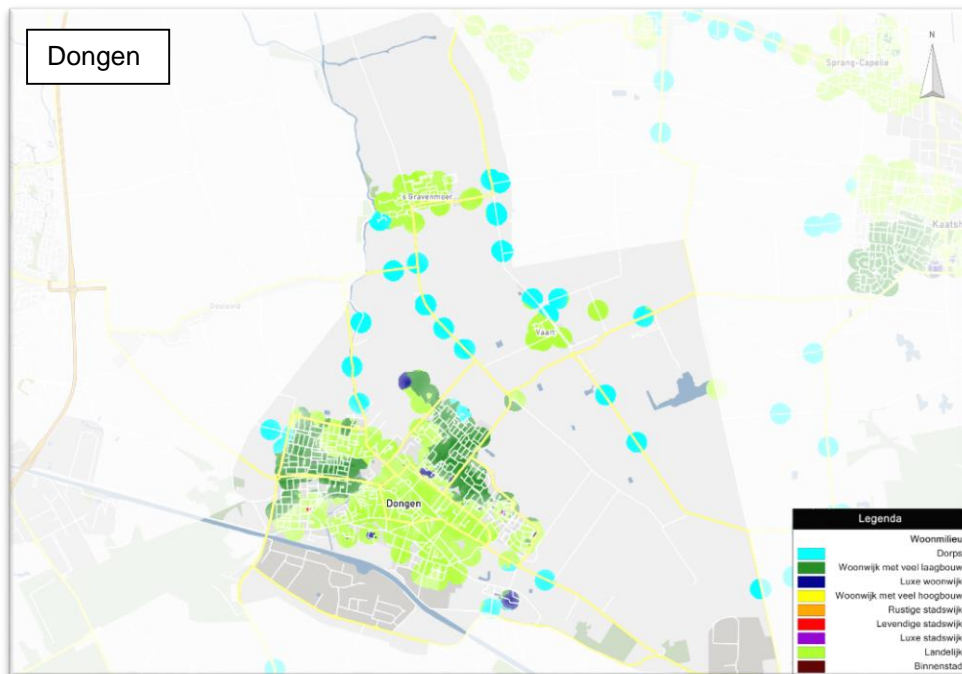 Dongen
N
Sprang-Capelle
's Gravenmoer
Kaatsh
Vaart
Dongen
Legenda
Woonmilieu
Dorps
Woonwijk met veel laagbouw
Luxe woonwijk
Woonwijk met veel hoogbouw
Rustige stadswijk
Levendige stadswijk
Luxe stadswijk
Landelijk
Binnenstad